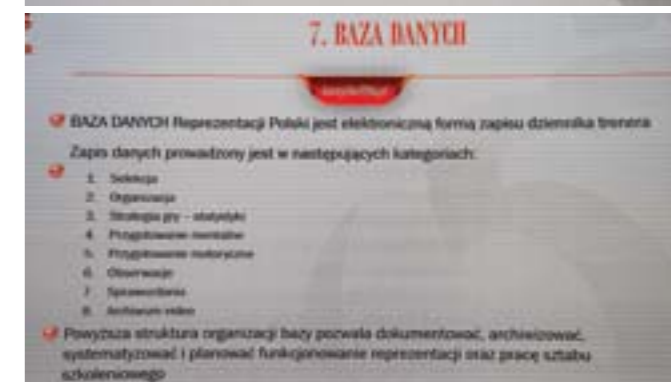 7. BAZA DANYCH
BAZA DANYCH Reprezentacji Polski jest elektroniczną formą zapisu dziennika trenera
Zapis danych prowadzony jest w następujących kategoriach:
1. Selekcja
2. Organizacja
3. Strategia gry – statystyki
4. Przygotowanie mentalne
5. Przygotowanie motoryczne
6. Obserwacje
7. Sprawozdania
8. Archiwum video
Powyższa struktura organizacji bazy pozwala dokumentować, archiwizować,
systematyzować i planować funkcjonowanie reprezentacji oraz pracę sztabu
szkoleniowego